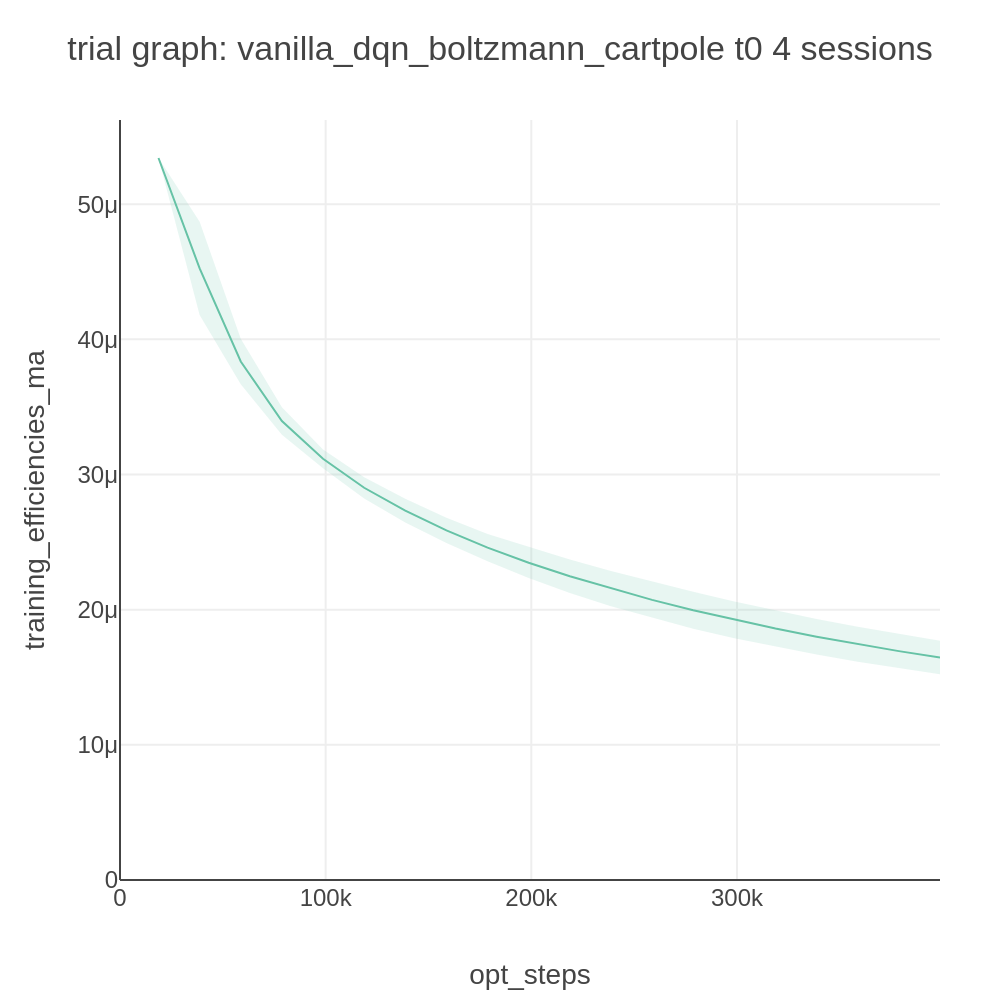 trial graph: vanilla_dqn_boltzmann_cartpole t0 4 sessions
training_efficiencies_ma
50μ
40μ
30μ
20μ
10μ
0
0 100k 200k 300k
opt_steps